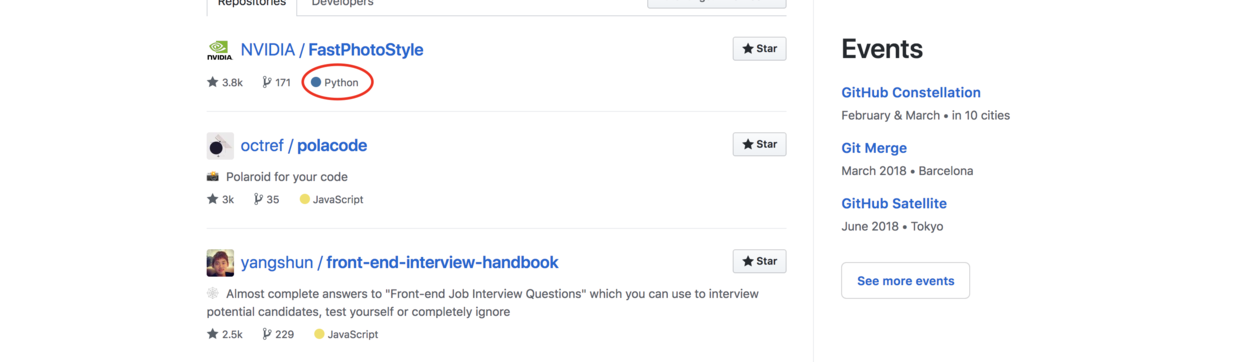 Repositories Developers
NVIDIA / FastPhotoStyle
Star
NVIDIA
3.8k 171 Python
octref / polacode
Star
Polaroid for your code
3k 35 JavaScript
yangshun / front-end-interview-handbook
Star
Almost complete answers to "Front-end Job Interview Questions" which you can use to interview
potential candidates, test yourself or completely ignore
2.5k 229 JavaScript
Events
GitHub Constellation
February & March • in 10 cities
Git Merge
March 2018 • Barcelona
GitHub Satellite
June 2018 • Tokyo
See more events